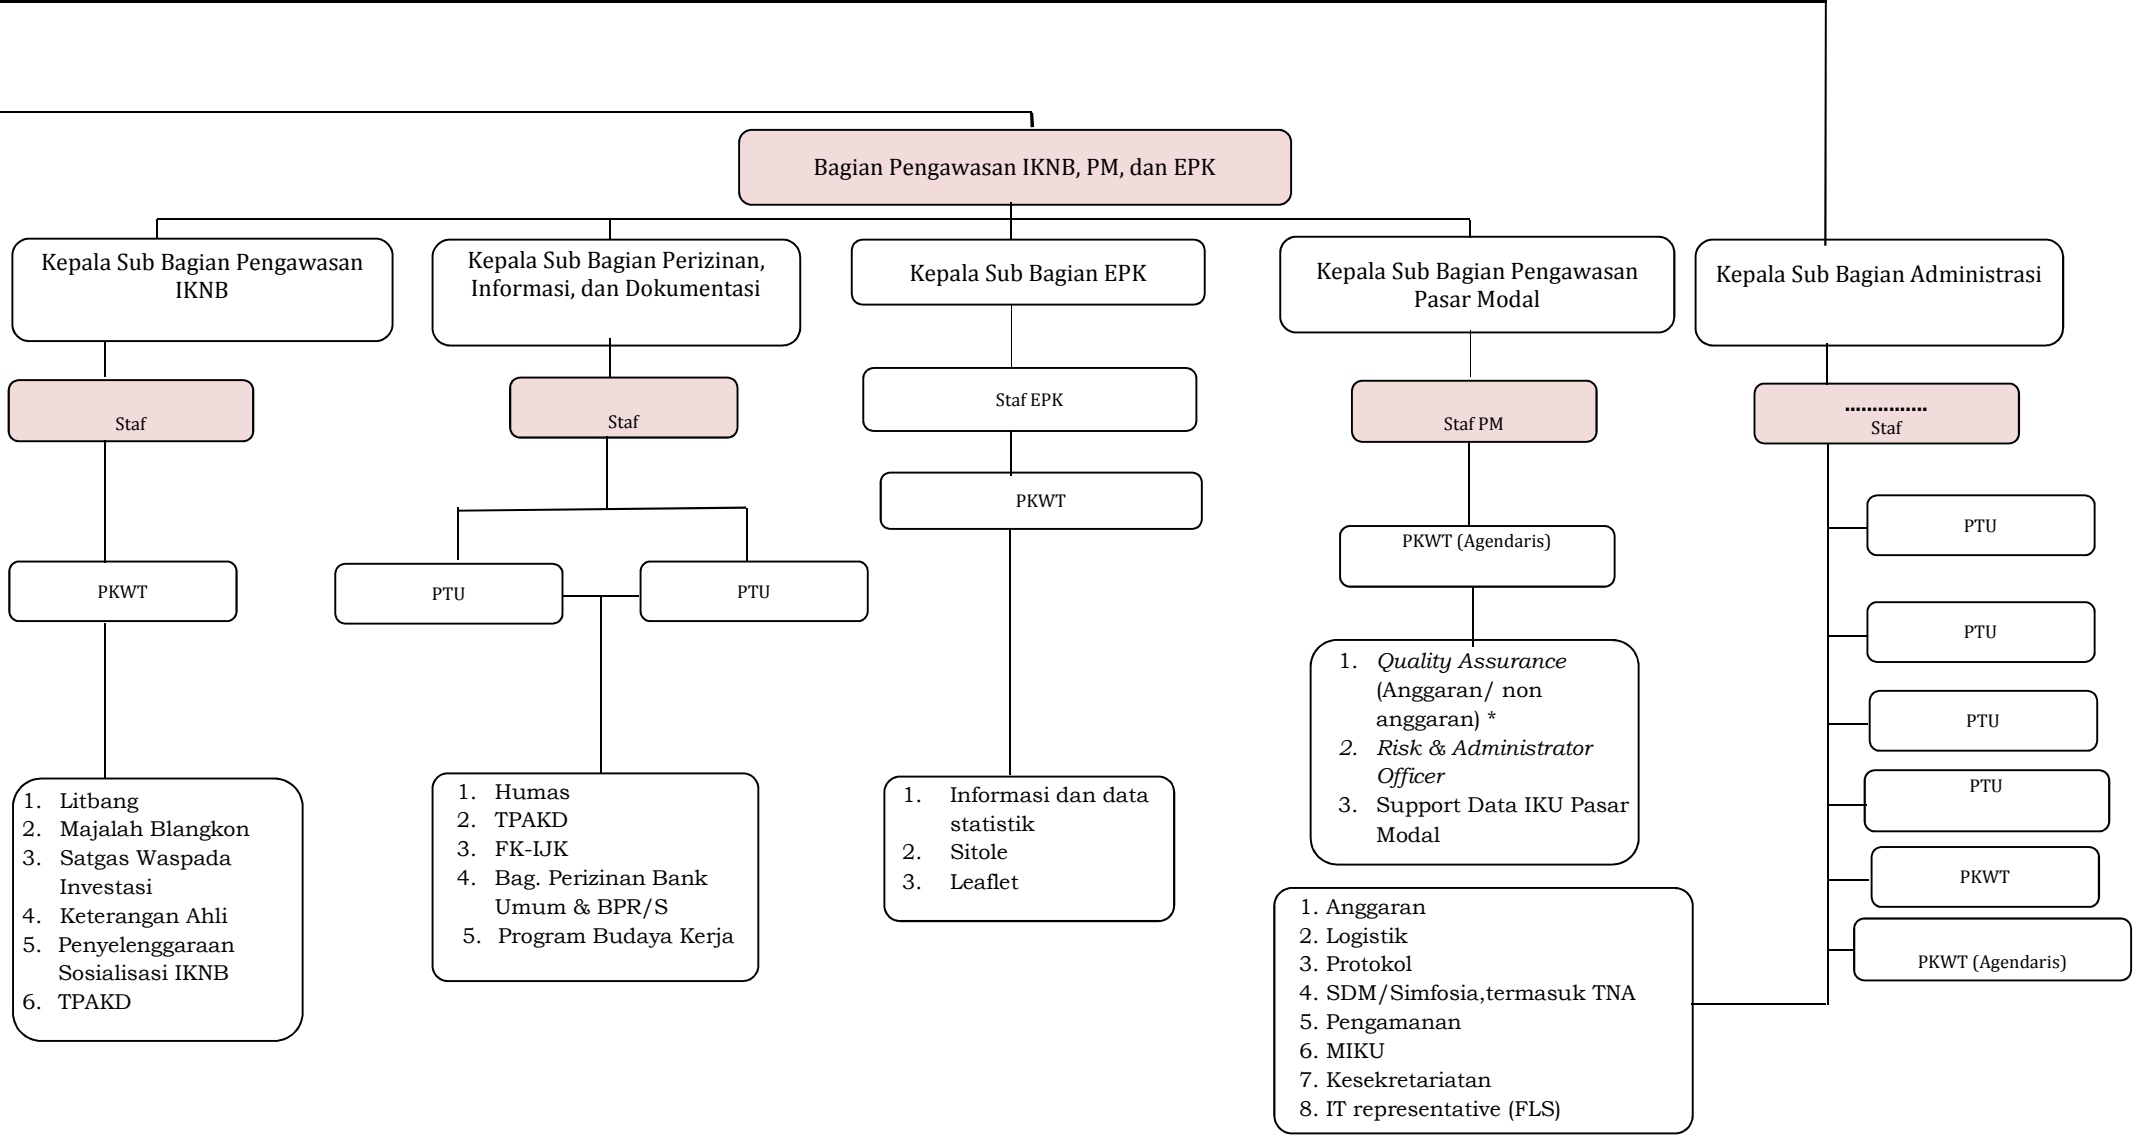 Bagian Pengawasan IKNB, PM, dan EPK
Kepala Sub Bagian Pengawasan
IKNB
Kepala Sub Bagian Perizinan,
Informasi, dan Dokumentasi
Kepala Sub Bagian EPK
Kepala Sub Bagian Pengawasan
Pasar Modal
Kepala Sub Bagian Administrasi
Staf
Staf
Staf EPK
Staf PM
...............
Staf
PKWT
PTU
PTU
PKWT
PKWT (Agendaris)
PTU
PTU
PTU
PTU
PKWT
PKWT (Agendaris)
1. Litbang
2. Majalah Blangkon
3. Satgas Waspada
Investasi
4. Keterangan Ahli
5. Penyelenggaraan
Sosialisasi IKNB
6. TPAKD
1. Humas
2. TPAKD
3. FK-IJK
4. Bag. Perizinan Bank
Umum & BPR/S
5. Program Budaya Kerja
1. Informasi dan data
statistik
2. Sitole
3. Leaflet
1. Quality Assurance
(Anggaran/ non
anggaran) *
2. Risk & Administrator
Officer
3. Support Data IKU Pasar
Modal
1. Anggaran
2. Logistik
3. Protokol
4. SDM/Simfosia,termasuk TNA
5. Pengamanan
6. MIKU
7. Kesekretariatan
8. IT representative (FLS)